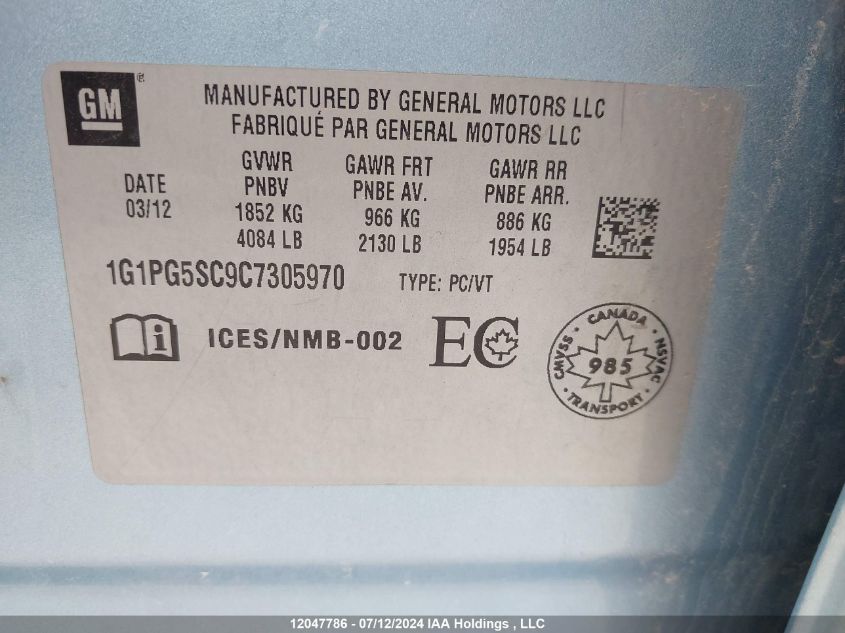 GM ®
MANUFACTURED BY GENERAL MOTORS LLC
FABRIQUÉ PAR GENERAL MOTORS LLC
DATE
03/12
GVWR
PNBV
1852 KG
4084 LB
GAWR FRT
PNBE AV.
966 KG
2130 LB
GAWR RR
PNBE ARR.
886 KG
1954 LB
1G1PG5SC9C7305970 TYPE: PC/VT
i ICES/NMB-002 EC
CANADA
CMVSS 985 NSVAC
TRANSPORT
12047786 - 07/12/2024 IAA Holdings , LLC